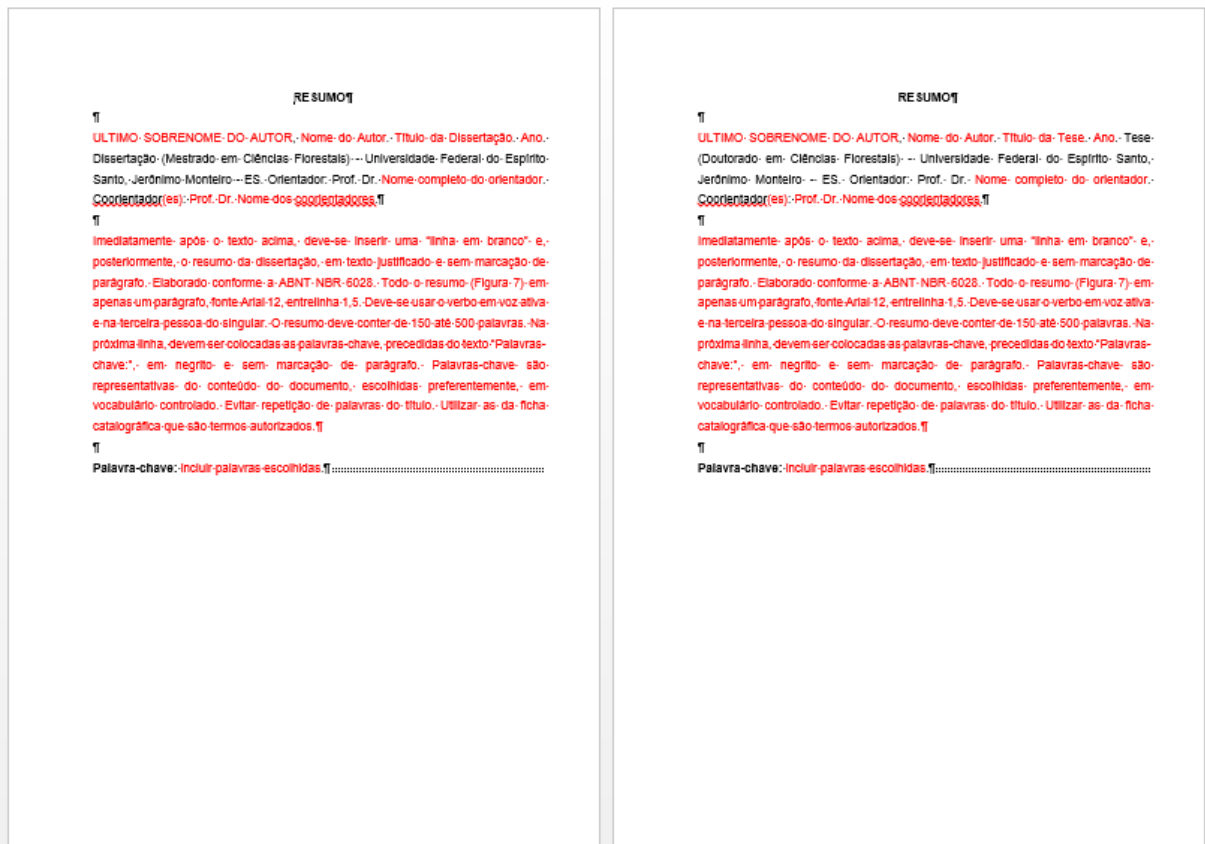 RESUMO¶
¶
ÚLTIMO SOBRENOME DO AUTOR, Nome do Autor. Título da Dissertação. Ano.
Dissertação (Mestrado em Ciências Florestais) – Universidade Federal do Espírito
Santo, Jerônimo Monteiro – ES. Orientador: Prof. Dr. Nome completo do orientador.
Coorientador(es): Prof. Dr. Nome dos coorientadores.¶
¶
Imediatamente após o texto acima, deve-se inserir uma "linha em branco" e,
posteriormente, o resumo da dissertação, em texto justificado e sem marcação de
parágrafo. Elaborado conforme a ABNT NBR 6028. Todo o resumo (Figura 7) em
apenas um parágrafo, fonte Arial 12, entrelinha 1,5. Deve-se usar o verbo em voz ativa
e na terceira pessoa do singular. O resumo deve conter de 150 até 500 palavras. Na
próxima linha, devem ser colocadas as palavras-chave, precedidas do texto "Palavras-
chave:", em negrito e sem marcação de parágrafo. Palavras-chave são
representativas do conteúdo do documento, escolhidas preferentemente, em
vocabulário controlado. Evitar repetição de palavras do título. Utilizar as da ficha
catalográfica que são termos autorizados.¶
¶
Palavra-chave: Incluir palavras escolhidas.¶
RESUMO¶
¶
ÚLTIMO SOBRENOME DO AUTOR, Nome do Autor. Título da Tese. Ano. Tese
(Doutorado em Ciências Florestais) – Universidade Federal do Espírito Santo,
Jerônimo Monteiro – ES. Orientador: Prof. Dr. Nome completo do orientador.
Coorientador(es): Prof. Dr. Nome dos coorientadores.¶
¶
Imediatamente após o texto acima, deve-se inserir uma "linha em branco" e,
posteriormente, o resumo da dissertação, em texto justificado e sem marcação de
parágrafo. Elaborado conforme a ABNT NBR 6028. Todo o resumo (Figura 7) em
apenas um parágrafo, fonte Arial 12, entrelinha 1,5. Deve-se usar o verbo em voz ativa
e na terceira pessoa do singular. O resumo deve conter de 150 até 500 palavras. Na
próxima linha, devem ser colocadas as palavras-chave, precedidas do texto "Palavras-
chave:", em negrito e sem marcação de parágrafo. Palavras-chave são
representativas do conteúdo do documento, escolhidas preferentemente, em
vocabulário controlado. Evitar repetição de palavras do título. Utilizar as da ficha
catalográfica que são termos autorizados.¶
¶
Palavra-chave: Incluir palavras escolhidas.¶